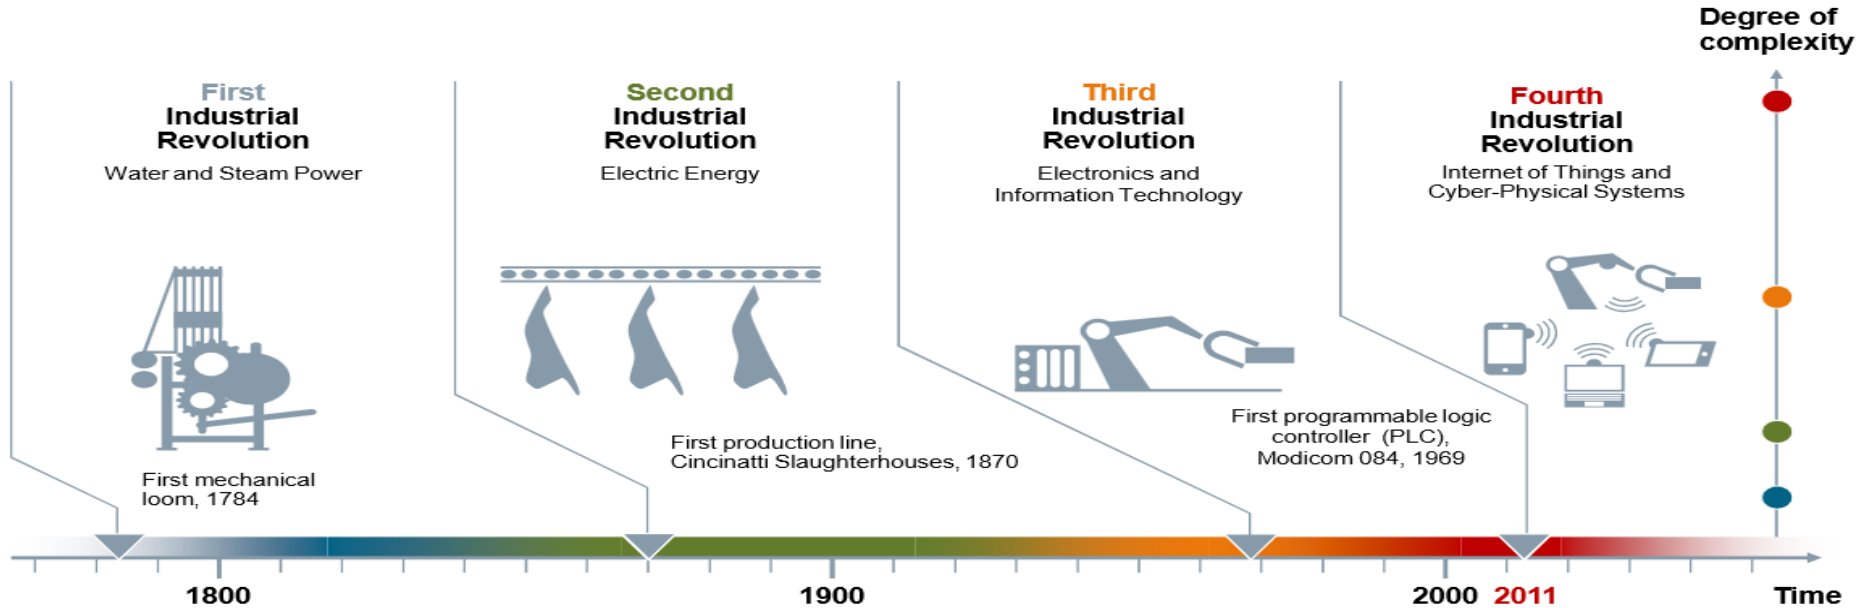 Degree of
complexity
First
Industrial
Revolution
Water and Steam Power
First mechanical
loom, 1784
Second
Industrial
Revolution
Electric Energy
First production line,
Cincinatti Slaughterhouses, 1870
Third
Industrial
Revolution
Electronics and
Information Technology
First programmable logic
controller (PLC),
Modicom 084, 1969
Fourth
Industrial
Revolution
Internet of Things and
Cyber-Physical Systems
1800
1900
2000
2011
Time